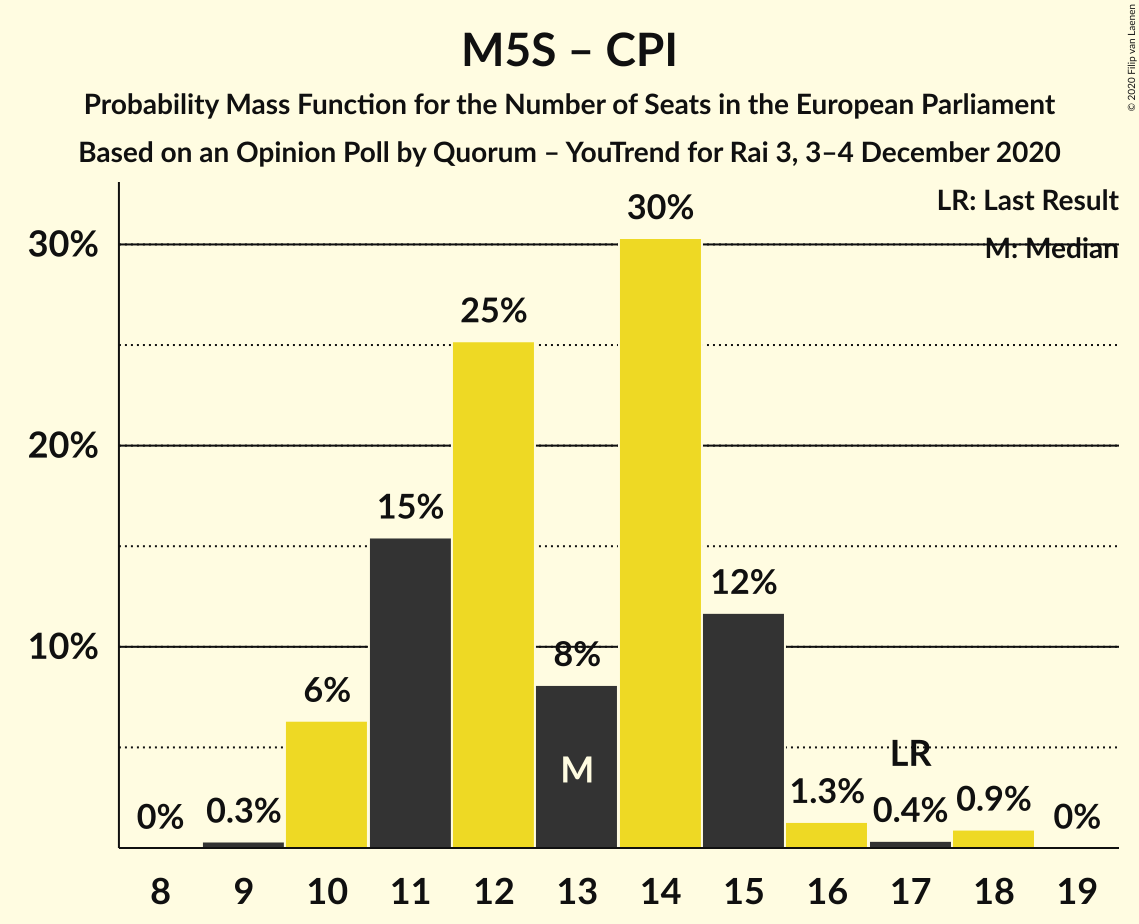 M5S – CPI
Probability Mass Function for the Number of Seats in the European Parliament
Based on an Opinion Poll by Quorum – YouTrend for Rai 3, 3–4 December 2020
© 2020 Filip van Laenen
LR: Last Result
M: Median
30%
20%
10%
0%
0.3%
6%
15%
25%
8%
M
30%
12%
1.3%
LR
0.4%
0.9%
0%
8 9 10 11 12 13 14 15 16 17 18 19